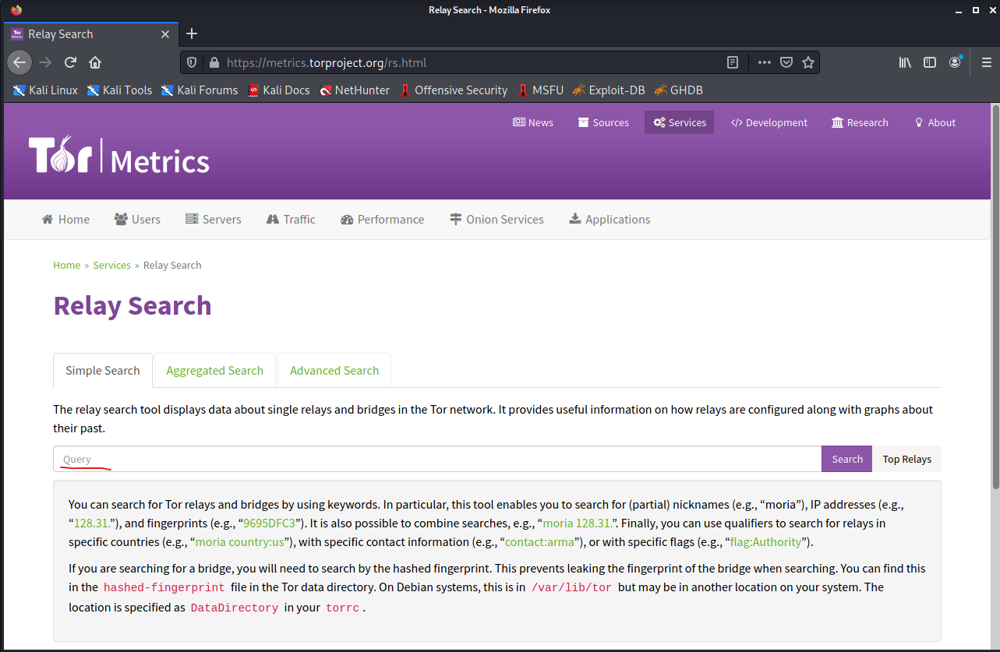 Relay Search - Mozilla Firefox
Relay Search
https://metrics.torproject.org/rs.html
Kali Linux Kali Tools Kali Forums Kali Docs NetHunter Offensive Security MSFU Exploit-DB GHDB
News Sources Services </> Development Research About
Tor | Metrics
Home Users Servers Traffic Performance Onion Services Applications
Home » Services » Relay Search
Relay Search
Simple Search Aggregated Search Advanced Search
The relay search tool displays data about single relays and bridges in the Tor network. It provides useful information on how relays are configured along with graphs about
their past.
Query Search Top Relays
You can search for Tor relays and bridges by using keywords. In particular, this tool enables you to search for (partial) nicknames (e.g., “moria”), IP addresses (e.g.,
“128.31.”), and fingerprints (e.g., “9695DFC3”). It is also possible to combine searches, e.g., “moria 128.31.”. Finally, you can use qualifiers to search for relays in
specific countries (e.g., “moria country:us”), with specific contact information (e.g., “contact:arma”), or with specific flags (e.g., “flag:Authority”).
If you are searching for a bridge, you will need to search by the hashed fingerprint. This prevents leaking the fingerprint of the bridge when searching. You can find this
in the hashed-fingerprint file in the Tor data directory. On Debian systems, this is in /var/lib/tor but may be in another location on your system. The
location is specified as DataDirectory in your torrc .